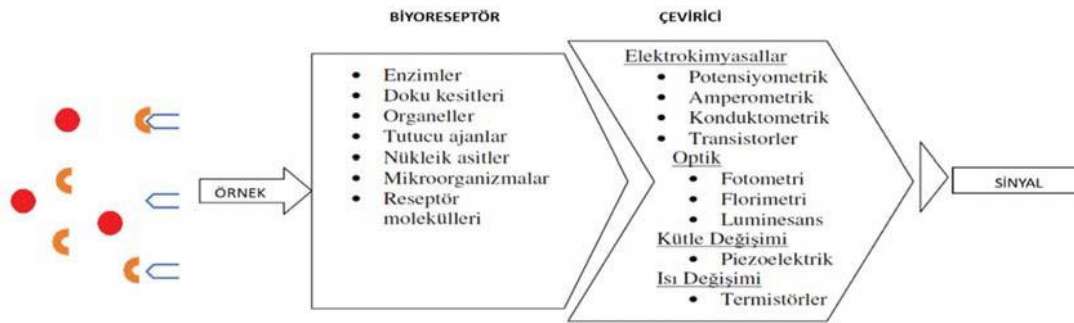 BİYORESEPTÖR
ÇEVİRİCİ
ÖRNEK
• Enzimler
• Doku kesitleri
• Organeller
• Tutucu ajanlar
• Nükleik asitler
• Mikroorganizmalar
• Reseptör
molekülleri
Elektrokimyasallar
• Potensiyometrik
• Amperometrik
• Konduktometrik
• Transistorler
Optik
• Fotometri
• Florimetri
• Luminesans
Kütle Değişimi
• Piezoelektrik
Isı Değişimi
• Termistörler
SİNYAL